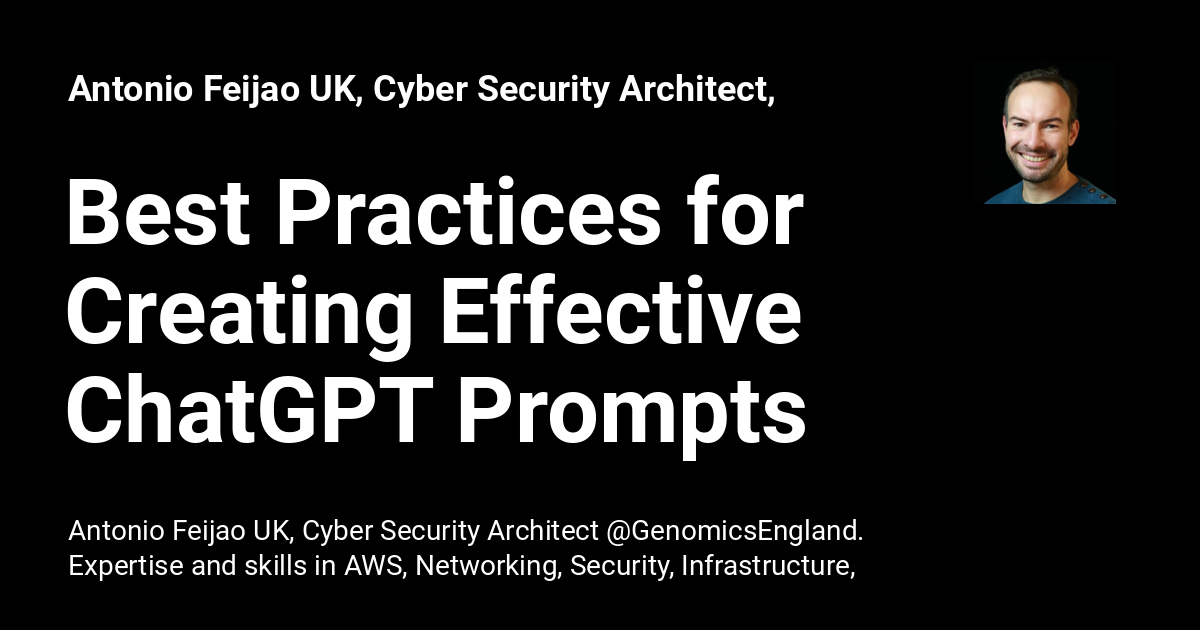 Antonio Feijao UK, Cyber Security Architect,
Best Practices for
Creating Effective
ChatGPT Prompts
Antonio Feijao UK, Cyber Security Architect @GenomicsEngland.
Expertise and skills in AWS, Networking, Security, Infrastructure,